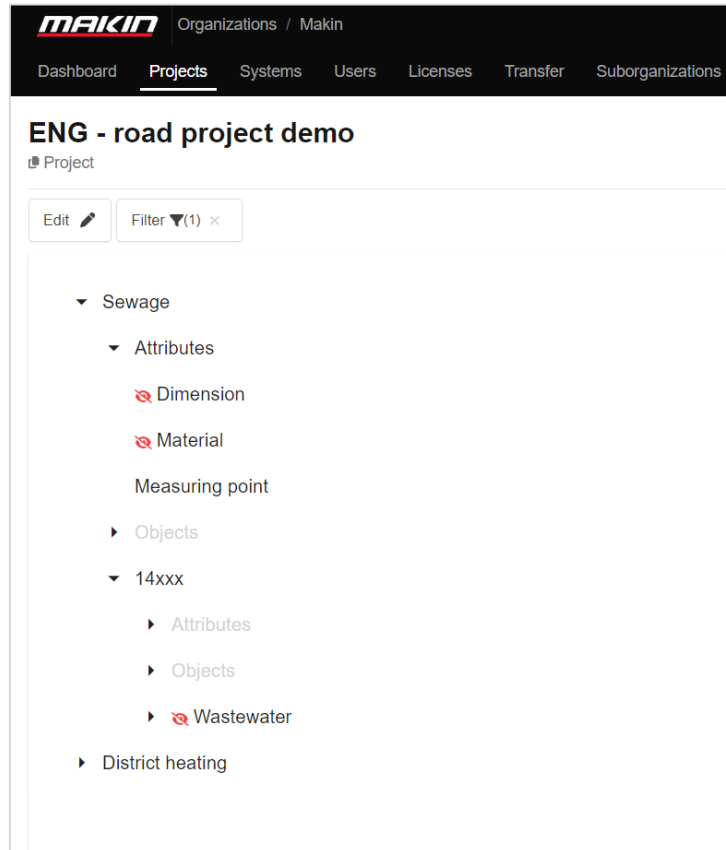 MAKIN Organizations / Makin
Dashboard Projects Systems Users Licenses Transfer Suborganizations
ENG - road project demo
Project
Edit Filter (1) ×
Sewage
Attributes
Dimension
Material
Measuring point
Objects
14xxx
Attributes
Objects
Wastewater
District heating